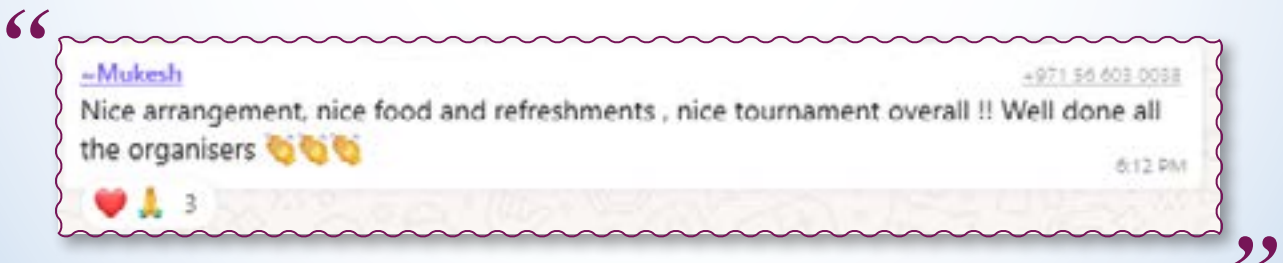 ~Mukesh +971 56 603 0038
Nice arrangement, nice food and refreshments , nice tournament overall !! Well done all
the organisers 👏👏👏
6:12 PM
❤️🙏 3